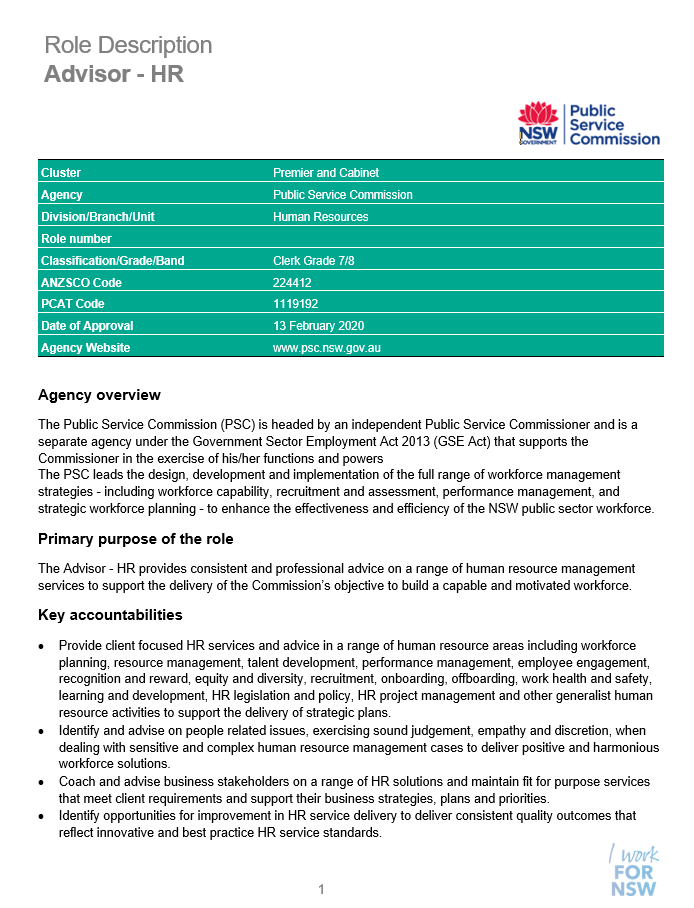 Role Description
Advisor - HR
NSW
GOVERNMENT
Public
Service
Commission
Cluster Premier and Cabinet
Agency Public Service Commission
Division/Branch/Unit Human Resources
Role number
Classification/Grade/Band Clerk Grade 7/8
ANZSCO Code 224412
PCAT Code 1119192
Date of Approval 13 February 2020
Agency Website www.psc.nsw.gov.au
Agency overview
The Public Service Commission (PSC) is headed by an independent Public Service Commissioner and is a
separate agency under the Government Sector Employment Act 2013 (GSE Act) that supports the
Commissioner in the exercise of his/her functions and powers
The PSC leads the design, development and implementation of the full range of workforce management
strategies - including workforce capability, recruitment and assessment, performance management, and
strategic workforce planning - to enhance the effectiveness and efficiency of the NSW public sector workforce.
Primary purpose of the role
The Advisor - HR provides consistent and professional advice on a range of human resource management
services to support the delivery of the Commission's objective to build a capable and motivated workforce.
Key accountabilities
• Provide client focused HR services and advice in a range of human resource areas including workforce
planning, resource management, talent development, performance management, employee engagement,
recognition and reward, equity and diversity, recruitment, onboarding, offboarding, work health and safety,
learning and development, HR legislation and policy, HR project management and other generalist human
resource activities to support the delivery of strategic plans.
• Identify and advise on people related issues, exercising sound judgement, empathy and discretion, when
dealing with sensitive and complex human resource management cases to deliver positive and harmonious
workforce solutions.
• Coach and advise business stakeholders on a range of HR solutions and maintain fit for purpose services
that meet client requirements and support their business strategies, plans and priorities.
• Identify opportunities for improvement in HR service delivery to deliver consistent quality outcomes that
reflect innovative and best practice HR service standards.
I work
FOR
NSW
1